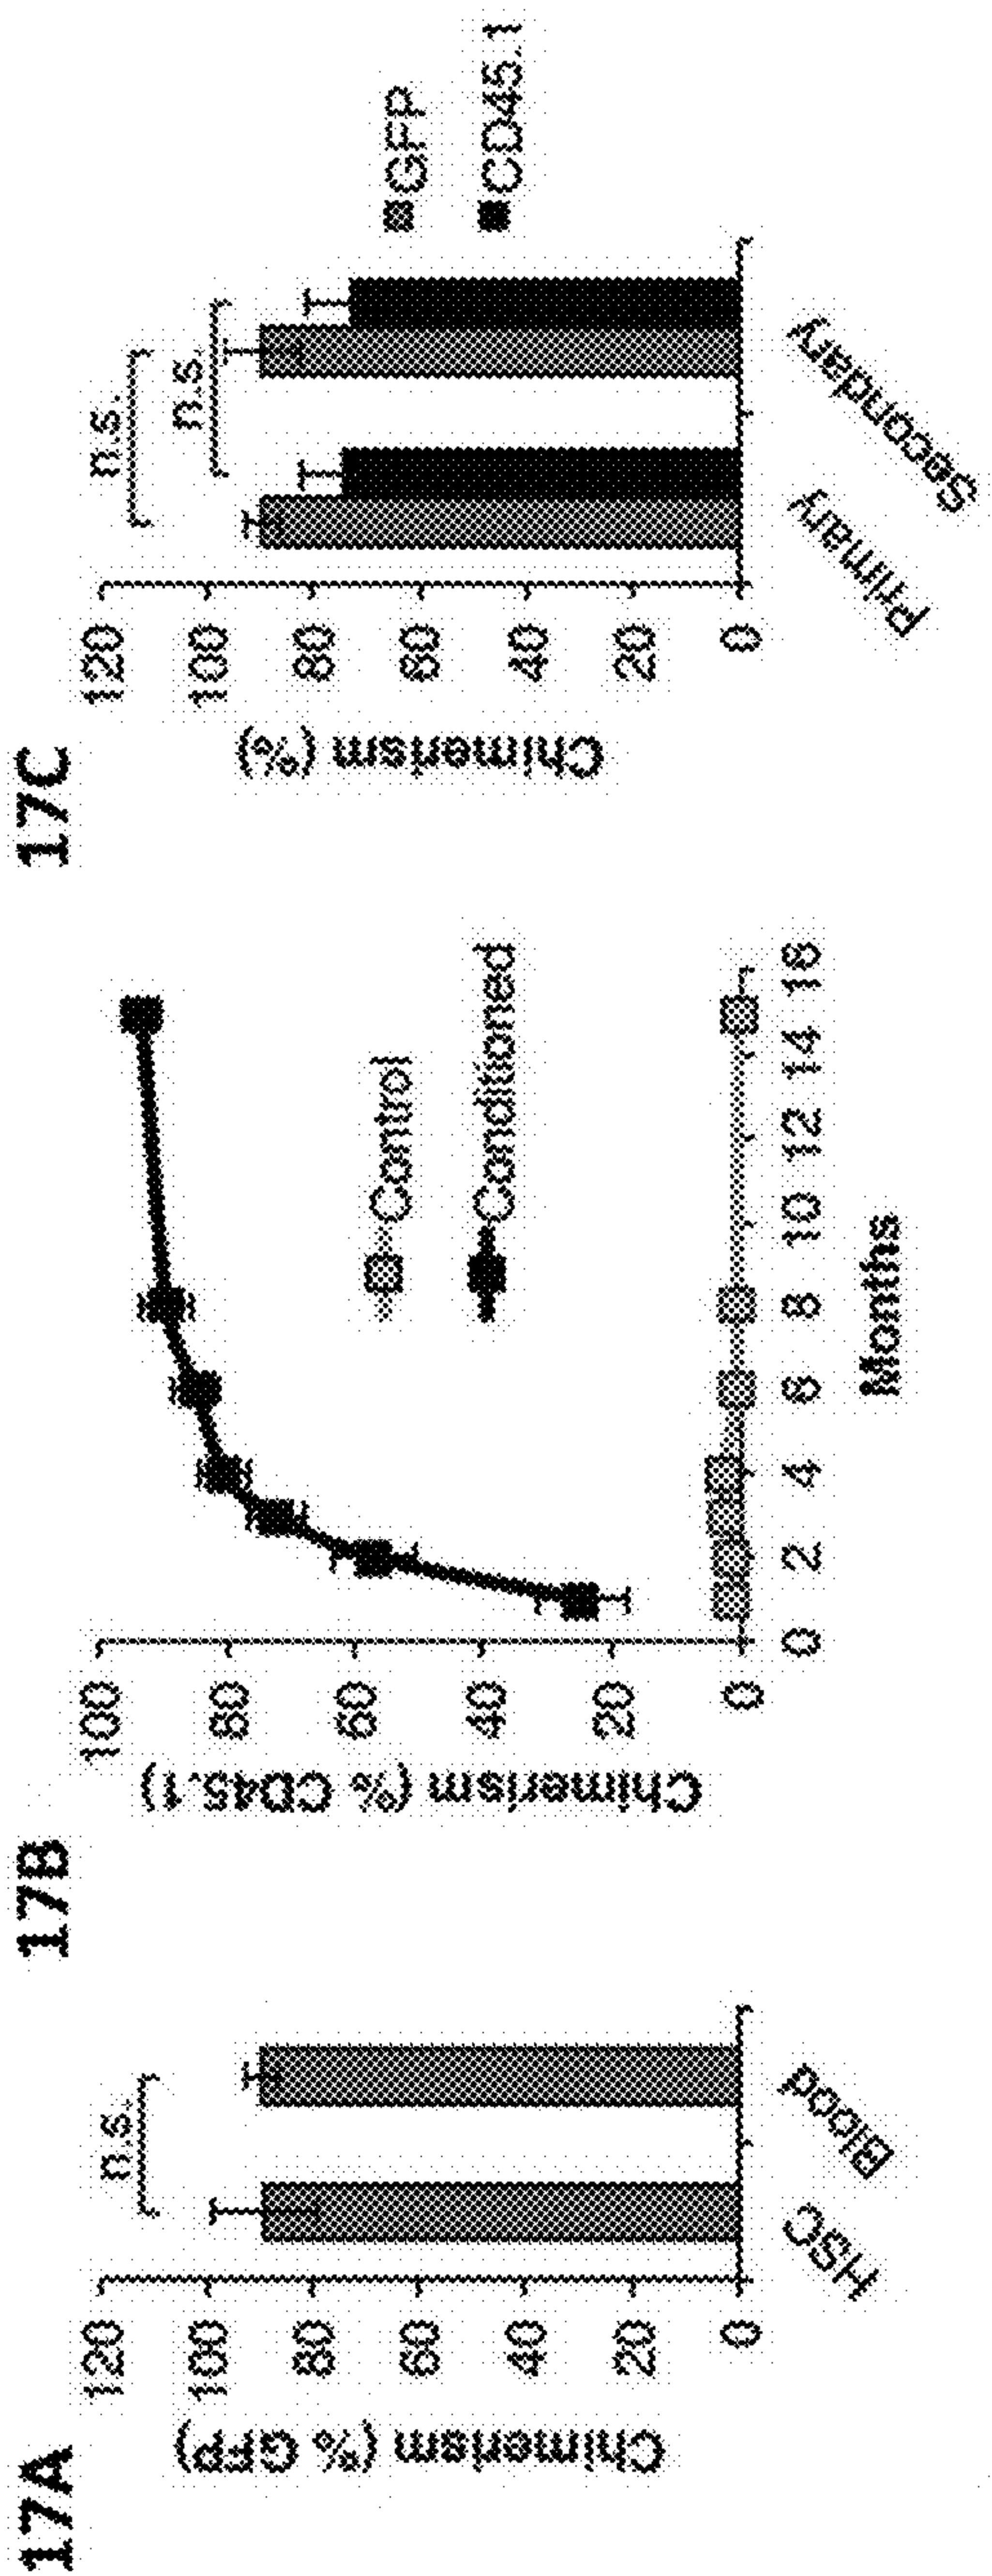 17A
Chimerism (% GFP)
120
100
80
60
40
20
0
n.s.
HSC
Blood
17B
Chimerism (% CD45.1)
100
80
60
40
20
0
0 2 4 6 8 10 12 14 16
Months
Control
Conditioned
17C
Chimerism (%)
120
100
80
60
40
20
0
n.s.
n.s.
Primary
Secondary
GFP
CD45.1